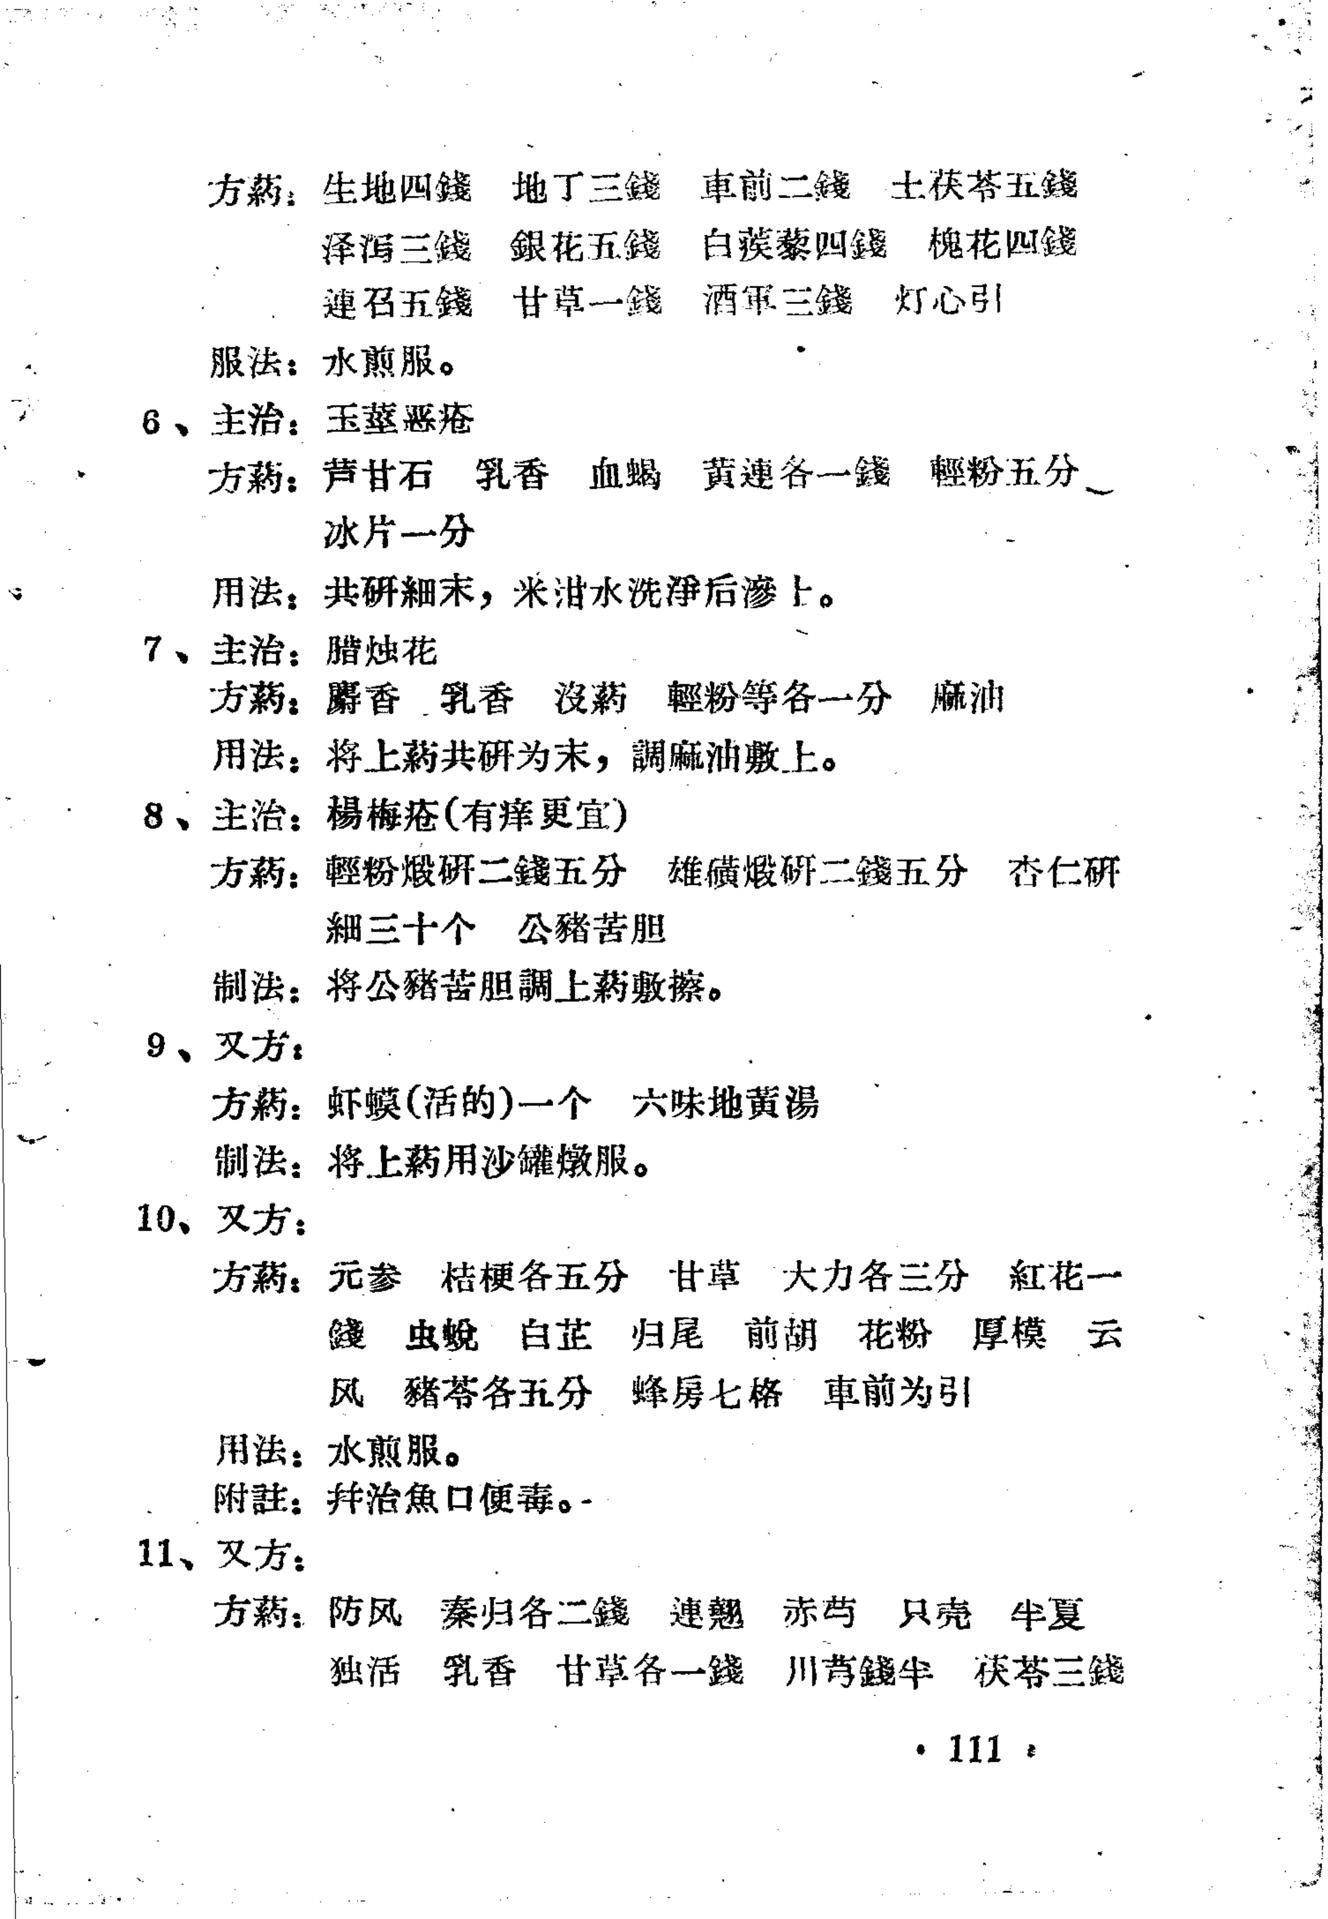 方葯：生地四錢　地丁三錢　車前二錢　土茯苓五錢
泽泻三錢　銀花五錢　白蒺藜四錢　槐花四錢
連召五錢　甘草一錢　酒軍三錢　灯心引
服法：水煎服。
6、主治：玉莖恶疮
方葯：芦甘石　乳香　血蝎　黄連各一錢　輕粉五分
冰片一分
用法：共研細末，米泔水洗淨后滲上。
7、主治：腊烛花
方葯：麝香　乳香　沒葯　輕粉等各一分　麻油
用法：将上葯共研为末，調麻油敷上。
8、主治：楊梅疮(有痒更宜)
方葯：輕粉煅研二錢五分　雄磺煅研二錢五分　杏仁研
細三十个　公豬苦胆
制法：将公豬苦胆調上葯敷擦。
9、又方：
方葯：虾蟆(活的)一个　六味地黄湯
制法：将上葯用沙罐燉服。
10、又方：
方葯：元参　桔梗各五分　甘草　大力各三分　紅花一
錢　虫蛻　白芷　归尾　前胡　花粉　厚模　云
风　豬苓各五分　蜂房七格　車前为引
用法：水煎服。
附註：幷治魚口便毒。
11、又方：
方葯：防风　秦归各二錢　連翹　赤芍　只壳　半夏
独活　乳香　甘草各一錢　川芎錢半　茯苓三錢
· 111 ·